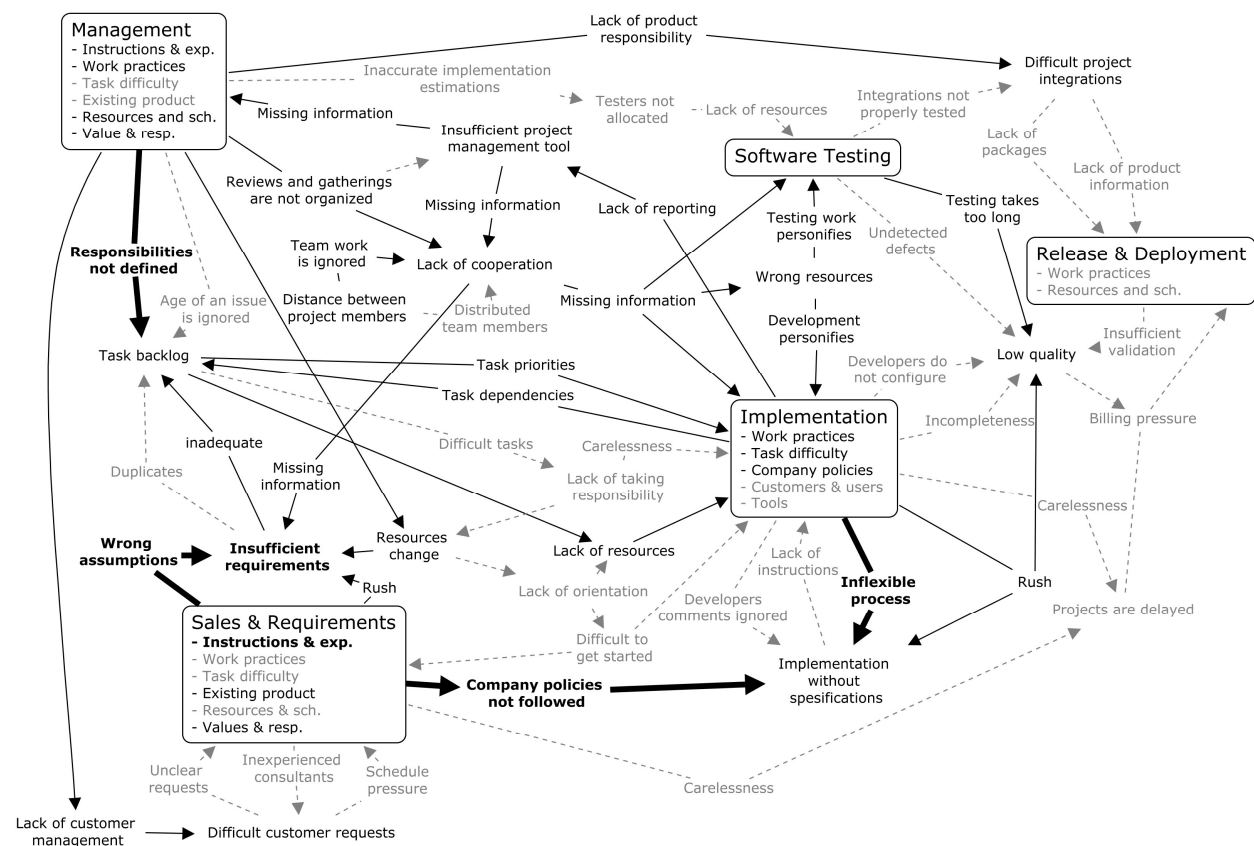 Management
- Instructions & exp.
- Work practices
- Task difficulty
- Existing product
- Resources and sch.
- Value & resp.
Lack of product
responsibility
Difficult project
integrations
Inaccurate implementation
estimations
Testers not
allocated
Lack of resources
Integrations not
properly tested
Missing information
Insufficient project
management tool
Software Testing
Lack of
packages
Lack of product
information
Reviews and gatherings
are not organized
Missing information
Lack of reporting
Testing work
personifies
Testing takes
too long
Undetected
defects
Responsibilities
not defined
Team work
is ignored
Lack of cooperation
Wrong resources
Release & Deployment
- Work practices
- Resources and sch.
Age of an issue
is ignored
Distance between
project members
Distributed
team members
Missing information
Development
personifies
Insufficient
validation
Task backlog
Task priorities
Task dependencies
Developers do
not configure
Low quality
Implementation
- Work practices
- Task difficulty
- Company policies
- Customers & users
- Tools
Incompleteness
Billing pressure
inadequate
Difficult tasks
Carelessness
Duplicates
Missing
information
Lack of taking
responsibility
Carelessness
Wrong
assumptions
Insufficient
requirements
Resources
change
Lack of resources
Lack of
instructions
Inflexible
process
Rush
Rush
Lack of orientation
Developers
comments ignored
Projects are delayed
Sales & Requirements
- Instructions & exp.
- Work practices
- Task difficulty
- Existing product
- Resources & sch.
- Values & resp.
Difficult to
get started
Company policies
not followed
Implementation
without
spesifications
Unclear
requests
Inexperienced
consultants
Schedule
pressure
Carelessness
Lack of customer
management
Difficult customer requests